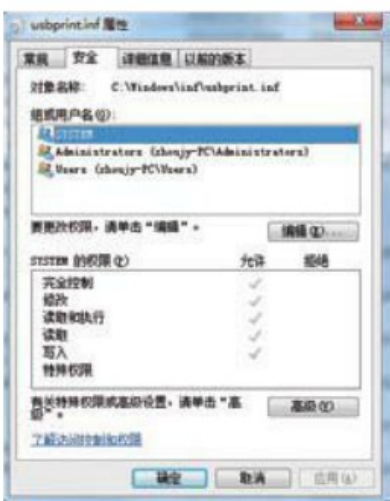 usbprint.inf 属性
常规 安全 详细信息 以前的版本
对象名称: C:\Windows\inf\usbprint.inf
组或用户名(G):
SYSTEM
Administrators (zhoujy-PC\Administrators)
Users (zhoujy-PC\Users)
要更改权限，请单击“编辑”。 编辑(E)...
SYSTEM 的权限(P) 允许 拒绝
完全控制
修改
读取和执行
读取
写入
特殊权限
有关特殊权限或高级设置，请单击“高
级”。 高级(V)
了解访问控制和权限
确定 取消 应用(A)